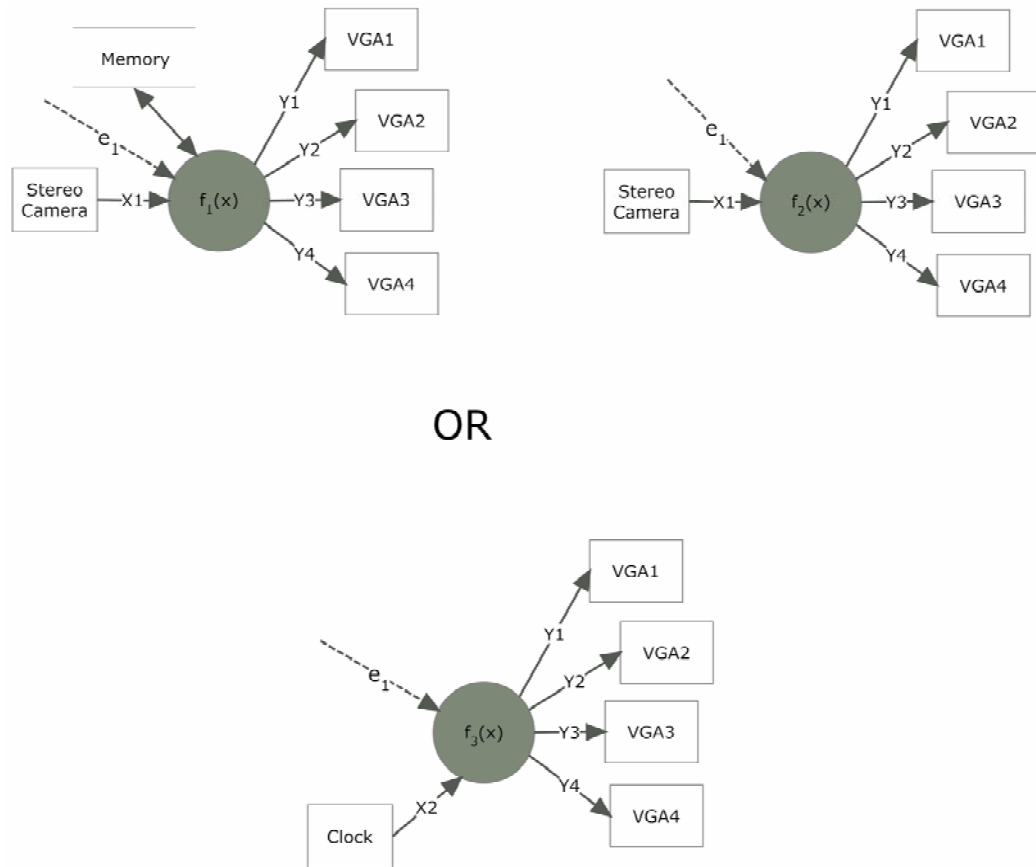 VGA1
Memory
Y1
VGA2
e1
Y2
Stereo
Camera
X1
f1(x)
Y3
VGA3
Y4
VGA4
VGA1
Y1
VGA2
e1
Y2
Stereo
Camera
X1
f2(x)
Y3
VGA3
Y4
VGA4
OR
VGA1
Y1
VGA2
e1
Y2
f3(x)
Y3
VGA3
Y4
X2
VGA4
Clock